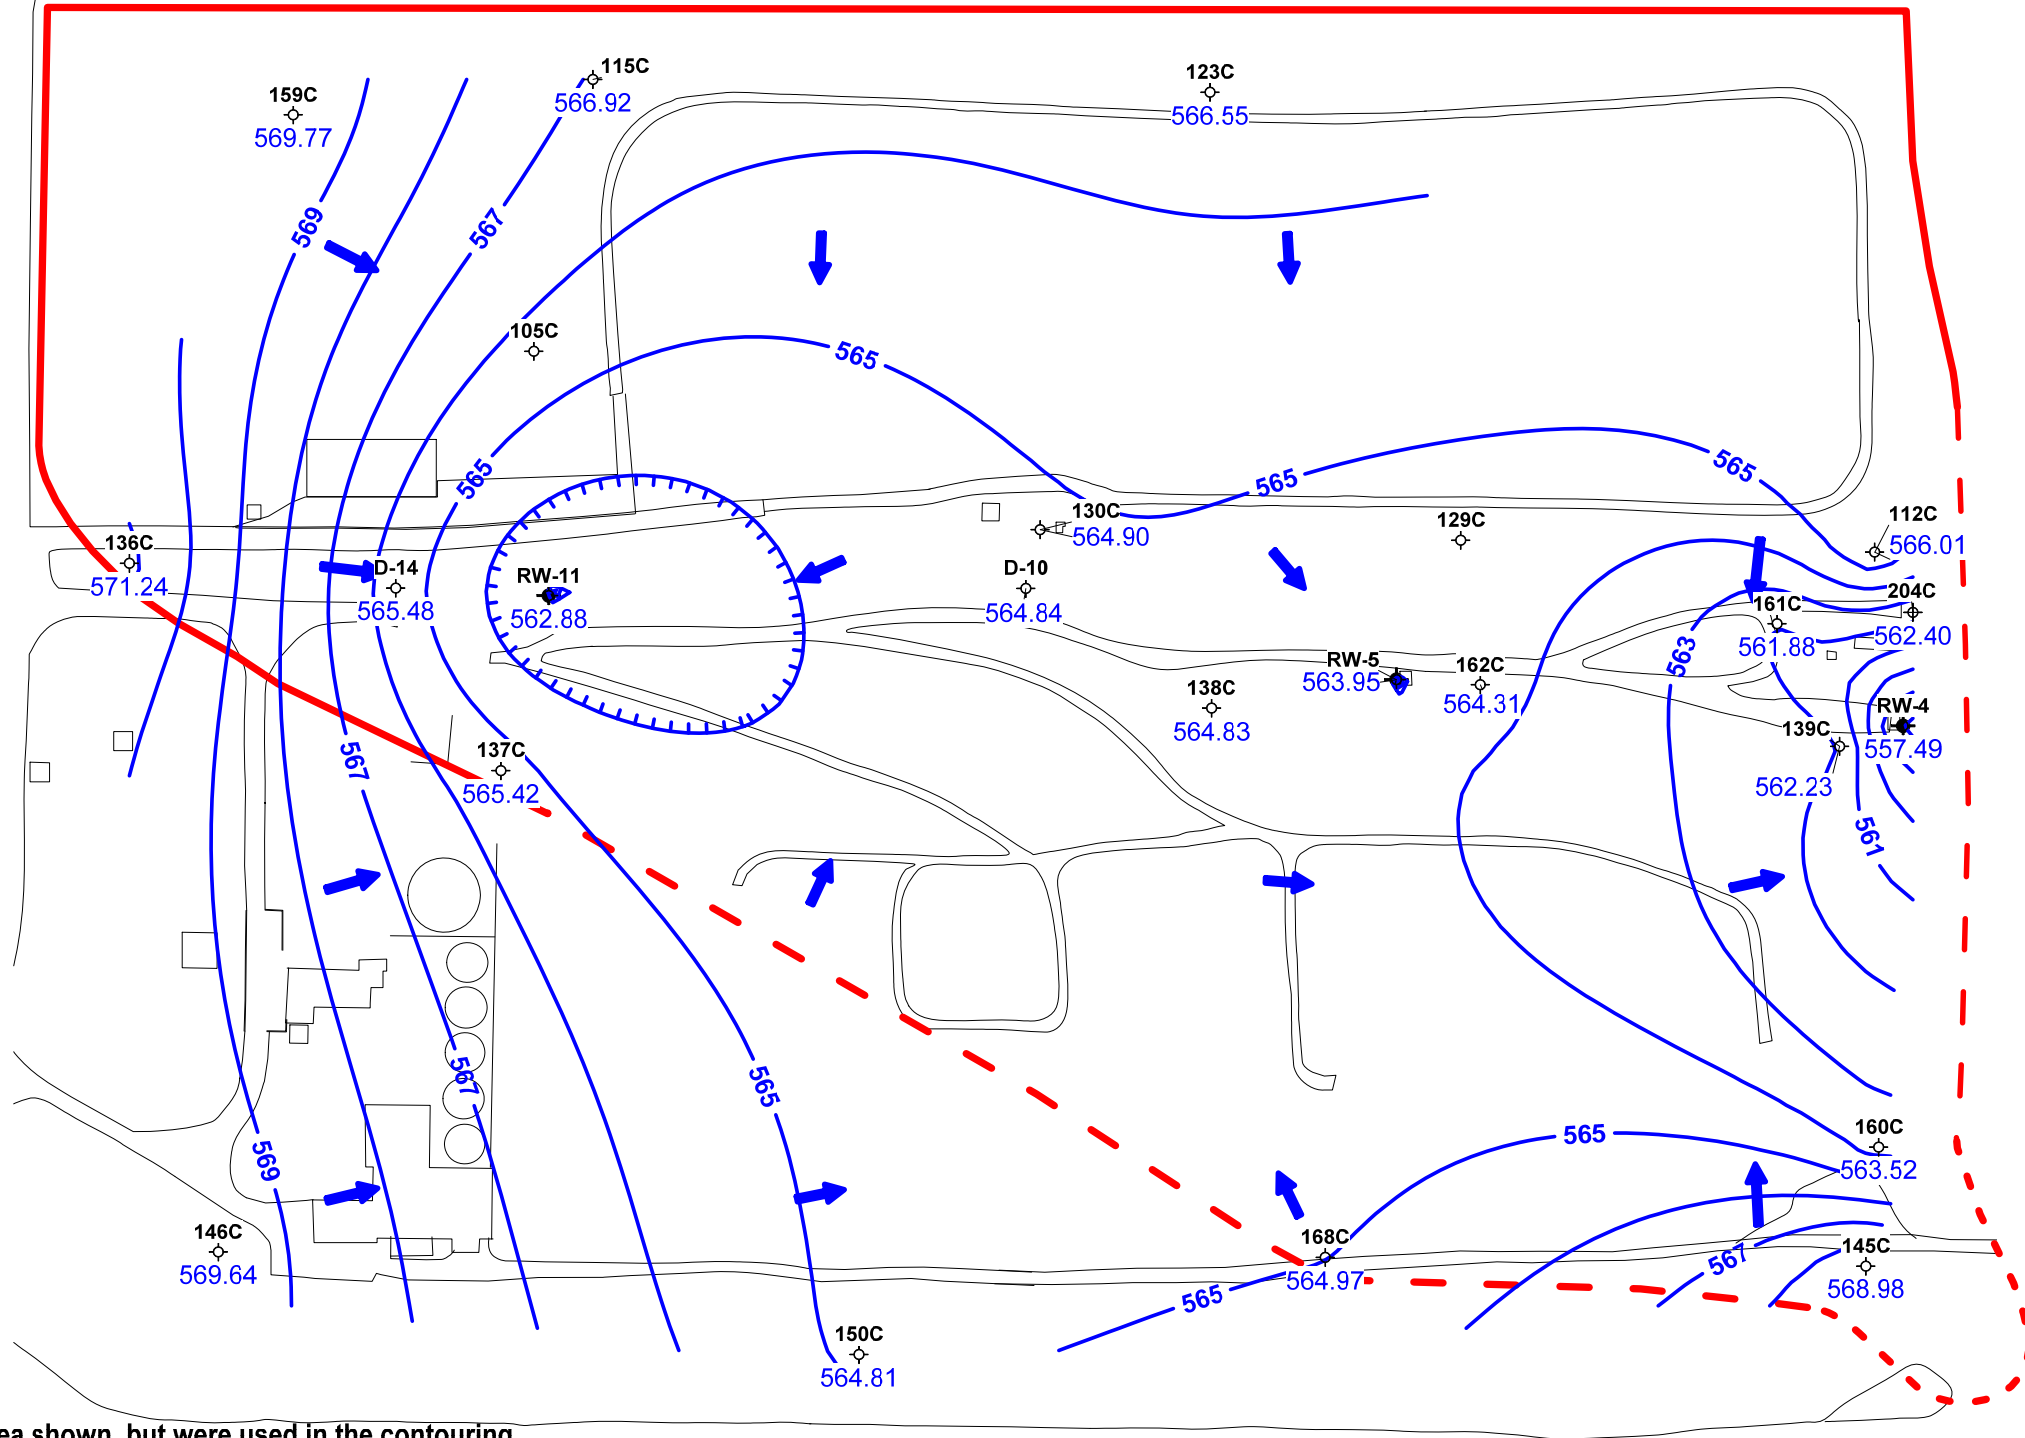 115C
566.92
123C
566.55
159C
569.77
569
567
105C
565
565
565
565
130C
564.90
129C
112C
566.01
136C
571.24
D-14
565.48
RW-11
562.88
D-10
564.84
161C
561.88
204C
562.40
563
RW-5
563.95
162C
564.31
138C
564.83
RW-4
557.49
139C
562.23
137C
565.42
567
561
567
565
569
565
160C
563.52
146C
569.64
168C
564.97
565
567
145C
568.98
150C
564.81
ea shown, but were used in the contouring